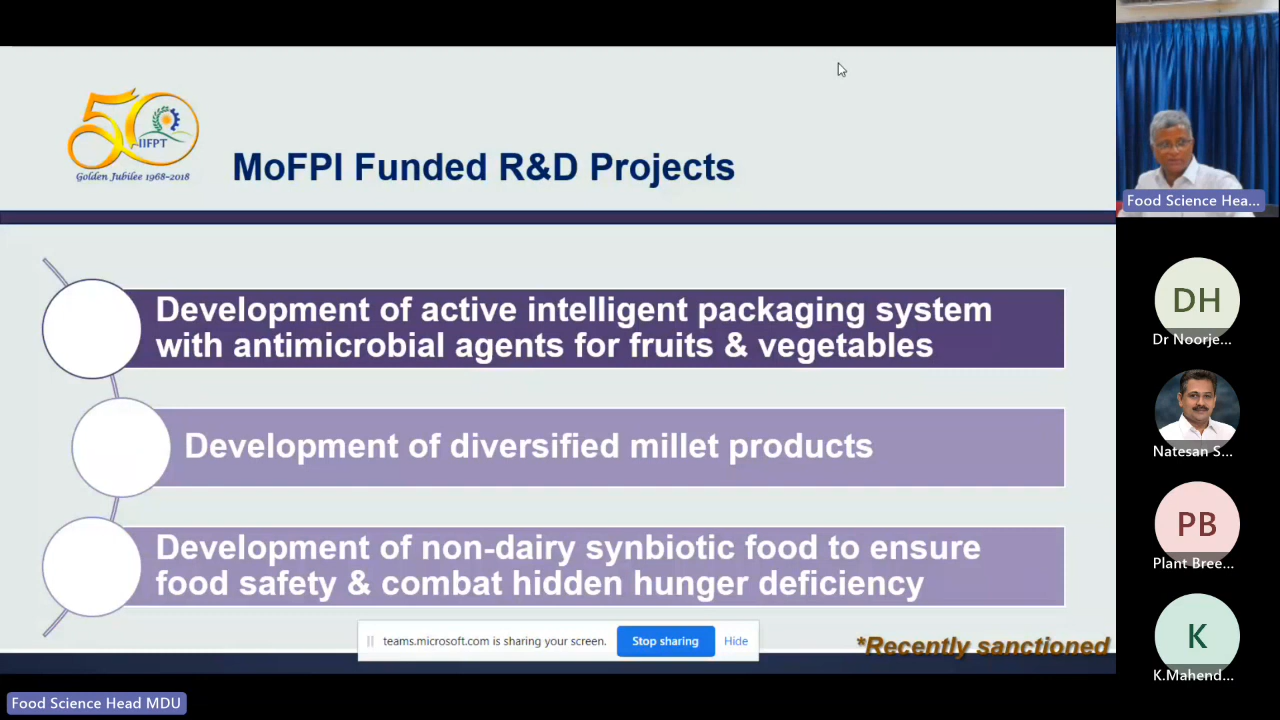 50
IIFPT
Golden Jubilee 1968-2018
MoFPI Funded R&D Projects
Development of active intelligent packaging system
with antimicrobial agents for fruits & vegetables
Development of diversified millet products
Development of non-dairy synbiotic food to ensure
food safety & combat hidden hunger deficiency
teams.microsoft.com is sharing your screen.
Stop sharing
Hide
*Recently sanctioned
Food Science Head MDU
Food Science Hea...
DH
Dr Noorje...
Natesan S...
PB
Plant Bree...
K
K.Mahend...